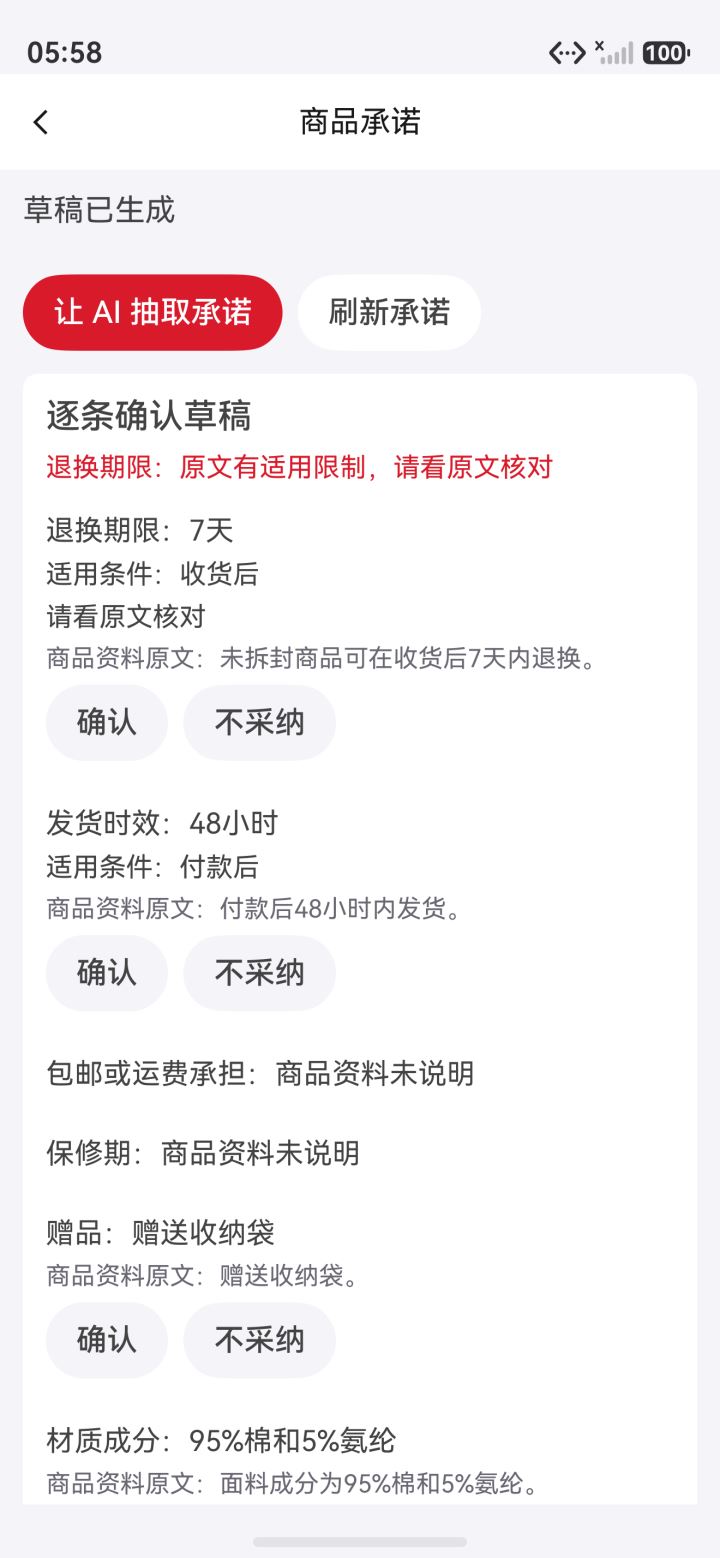 05:58
100
商品承诺
草稿已生成
让 AI 抽取承诺
刷新承诺
逐条确认草稿
退换期限：原文有适用限制，请看原文核对
退换期限：7天
适用条件：收货后
请看原文核对
商品资料原文：未拆封商品可在收货后7天内退换。
确认
不采纳
发货时效：48小时
适用条件：付款后
商品资料原文：付款后48小时内发货。
确认
不采纳
包邮或运费承担：商品资料未说明
保修期：商品资料未说明
赠品：赠送收纳袋
商品资料原文：赠送收纳袋。
确认
不采纳
材质成分：95%棉和5%氨纶
商品资料原文：面料成分为95%棉和5%氨纶。